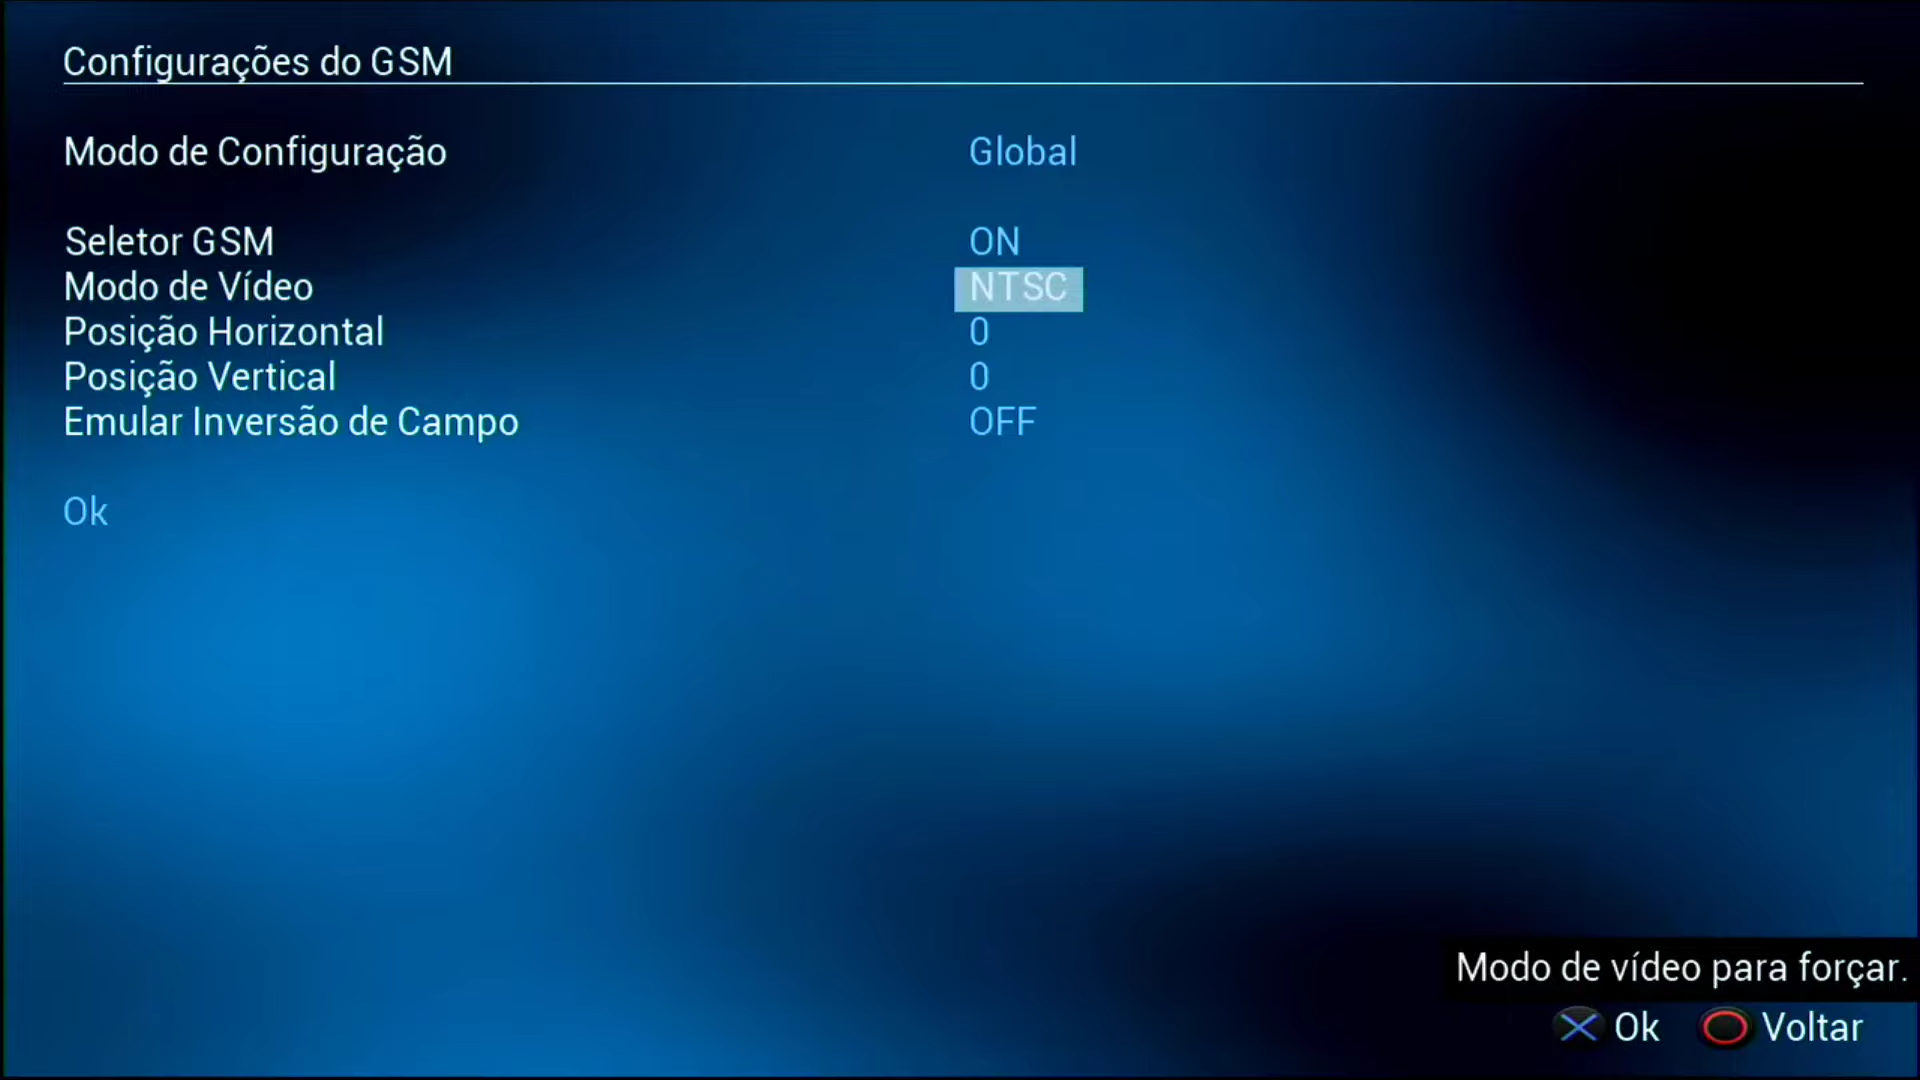 Configurações do GSM
Modo de Configuração Global
Seletor GSM ON
Modo de Vídeo NTSC
Posição Horizontal 0
Posição Vertical 0
Emular Inversão de Campo OFF
Ok
Modo de vídeo para forçar.
Ok Voltar